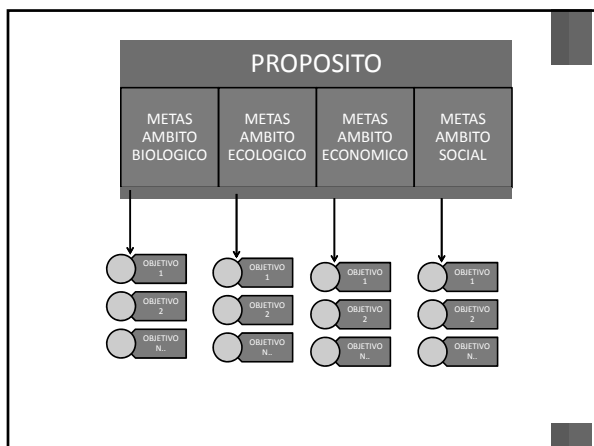 PROPOSITO
METAS
AMBITO
BIOLOGICO
METAS
AMBITO
ECOLOGICO
METAS
AMBITO
ECONOMICO
METAS
AMBITO
SOCIAL
OBJETIVO
1
OBJETIVO
2
OBJETIVO
N..
OBJETIVO
1
OBJETIVO
2
OBJETIVO
N..
OBJETIVO
1
OBJETIVO
2
OBJETIVO
N..
OBJETIVO
1
OBJETIVO
2
OBJETIVO
N..